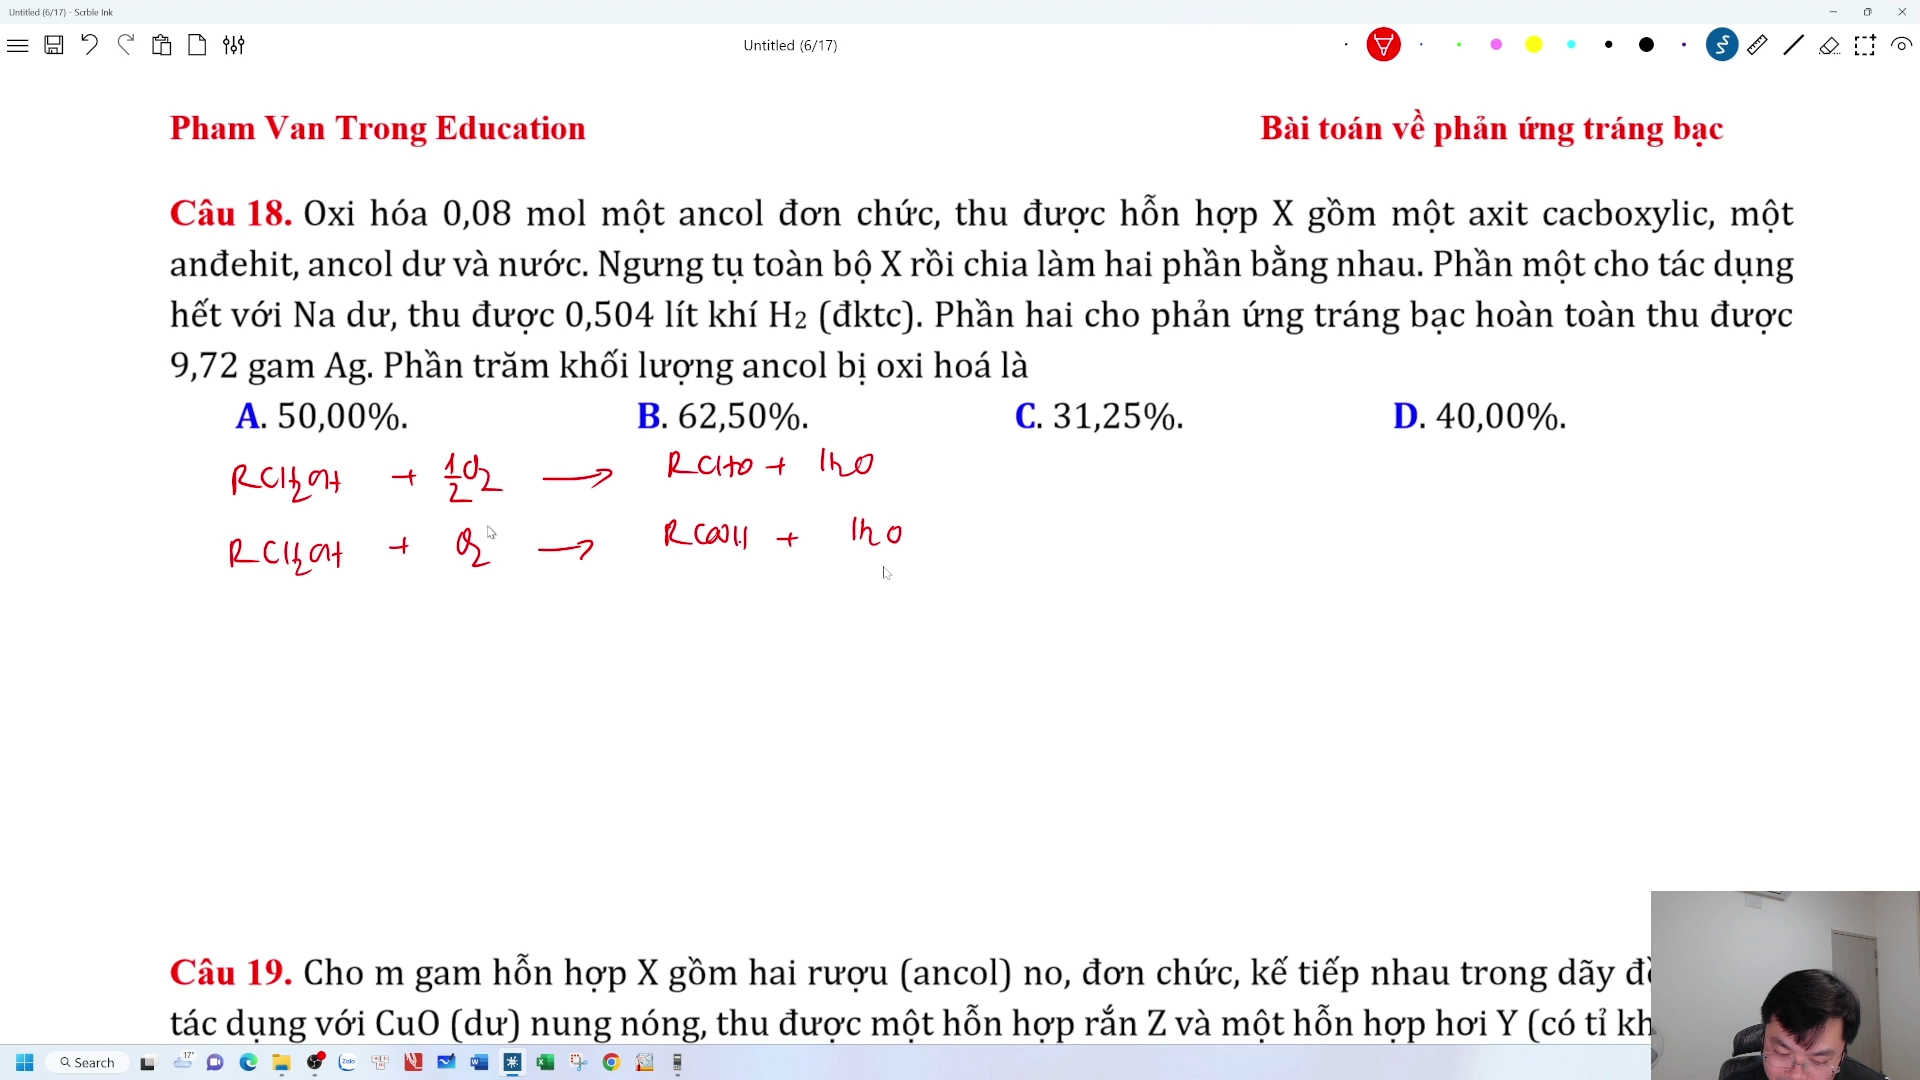 Untitled (6/17) - Scrble Ink
Untitled (6/17)
Pham Van Trong Education
Bài toán về phản ứng tráng bạc
Câu 18. Oxi hóa 0,08 mol một ancol đơn chức, thu được hỗn hợp X gồm một axit cacboxylic, một
anđehit, ancol dư và nước. Ngưng tụ toàn bộ X rồi chia làm hai phần bằng nhau. Phần một cho tác dụng
hết với Na dư, thu được 0,504 lít khí H2 (đktc). Phần hai cho phản ứng tráng bạc hoàn toàn thu được
9,72 gam Ag. Phần trăm khối lượng ancol bị oxi hoá là
A. 50,00%. B. 62,50%. C. 31,25%. D. 40,00%.
RCH2OH + 1/2 O2 → RCHO + H2O
RCH2OH + O2 → RCOOH + H2O
Câu 19. Cho m gam hỗn hợp X gồm hai rượu (ancol) no, đơn chức, kế tiếp nhau trong dãy
tác dụng với CuO (dư) nung nóng, thu được một hỗn hợp rắn Z và một hỗn hợp hơi Y (có tỉ
17°
Search
Zalo